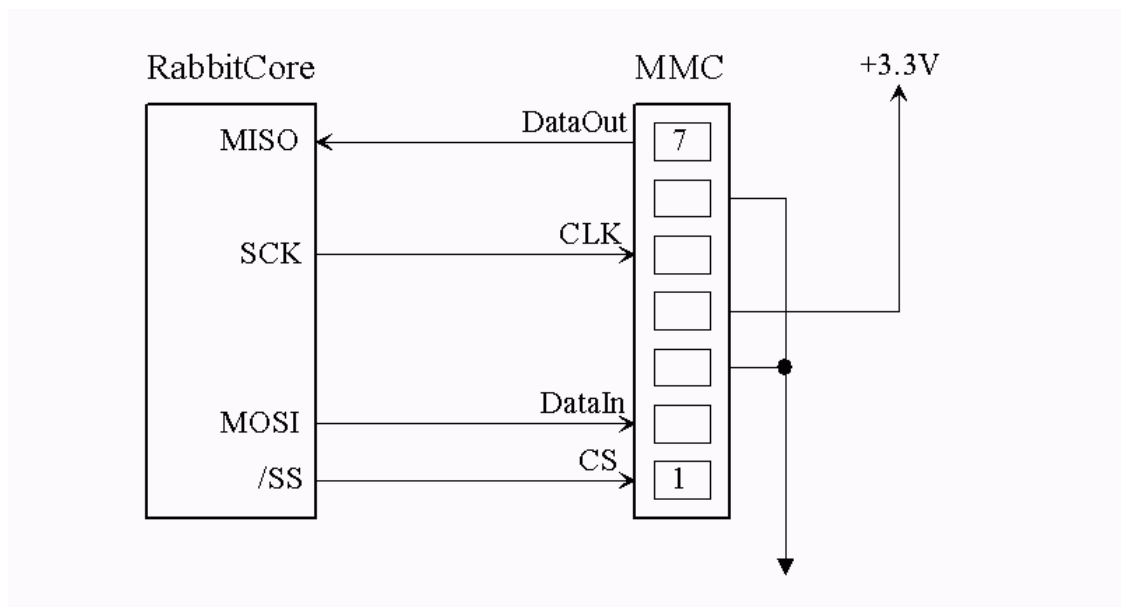 RabbitCore
MMC
+3.3V
MISO
DataOut
7
SCK
CLK
MOSI
DataIn
/SS
CS
1